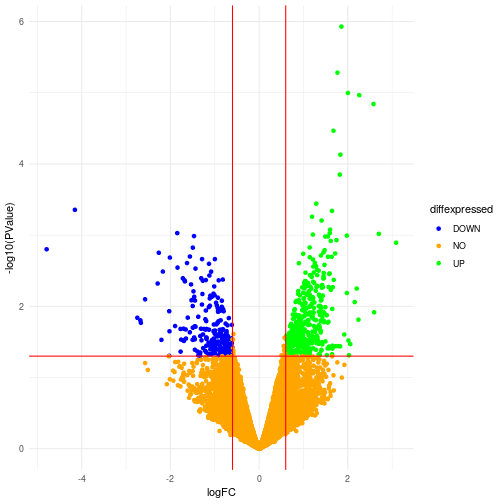 6
4
2
0
-log10(PValue)
-4
-2
0
2
logFC
diffexpressed
DOWN
NO
UP